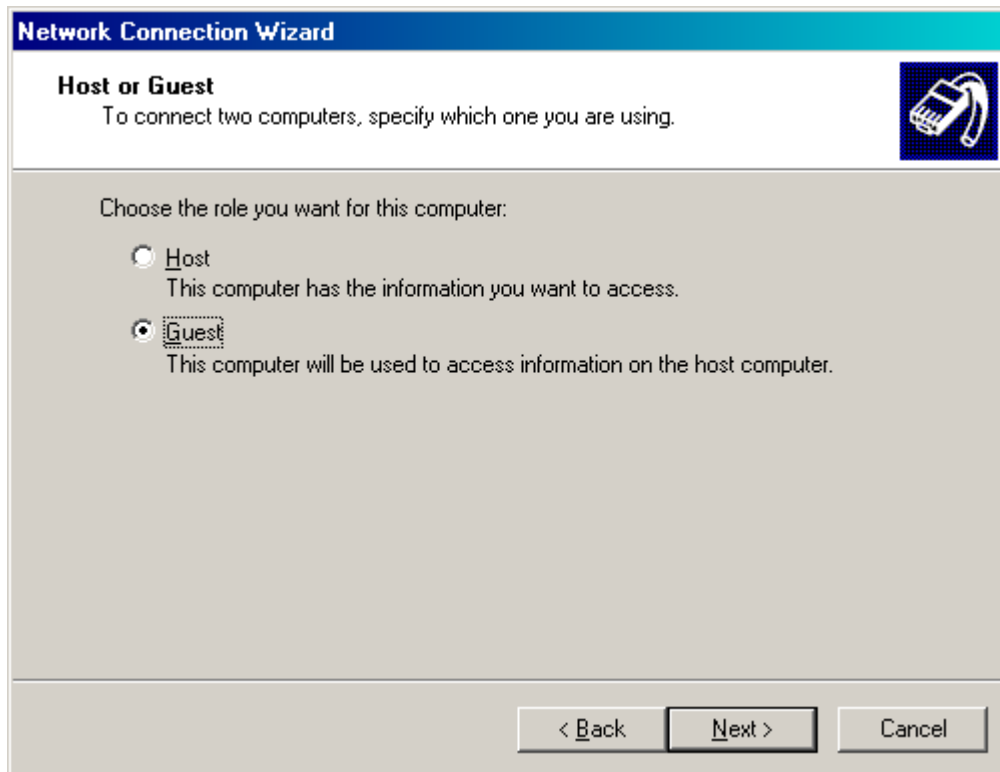 Network Connection Wizard
Host or Guest
To connect two computers, specify which one you are using.
Choose the role you want for this computer:
Host
This computer has the information you want to access.
Guest
This computer will be used to access information on the host computer.
< Back Next > Cancel